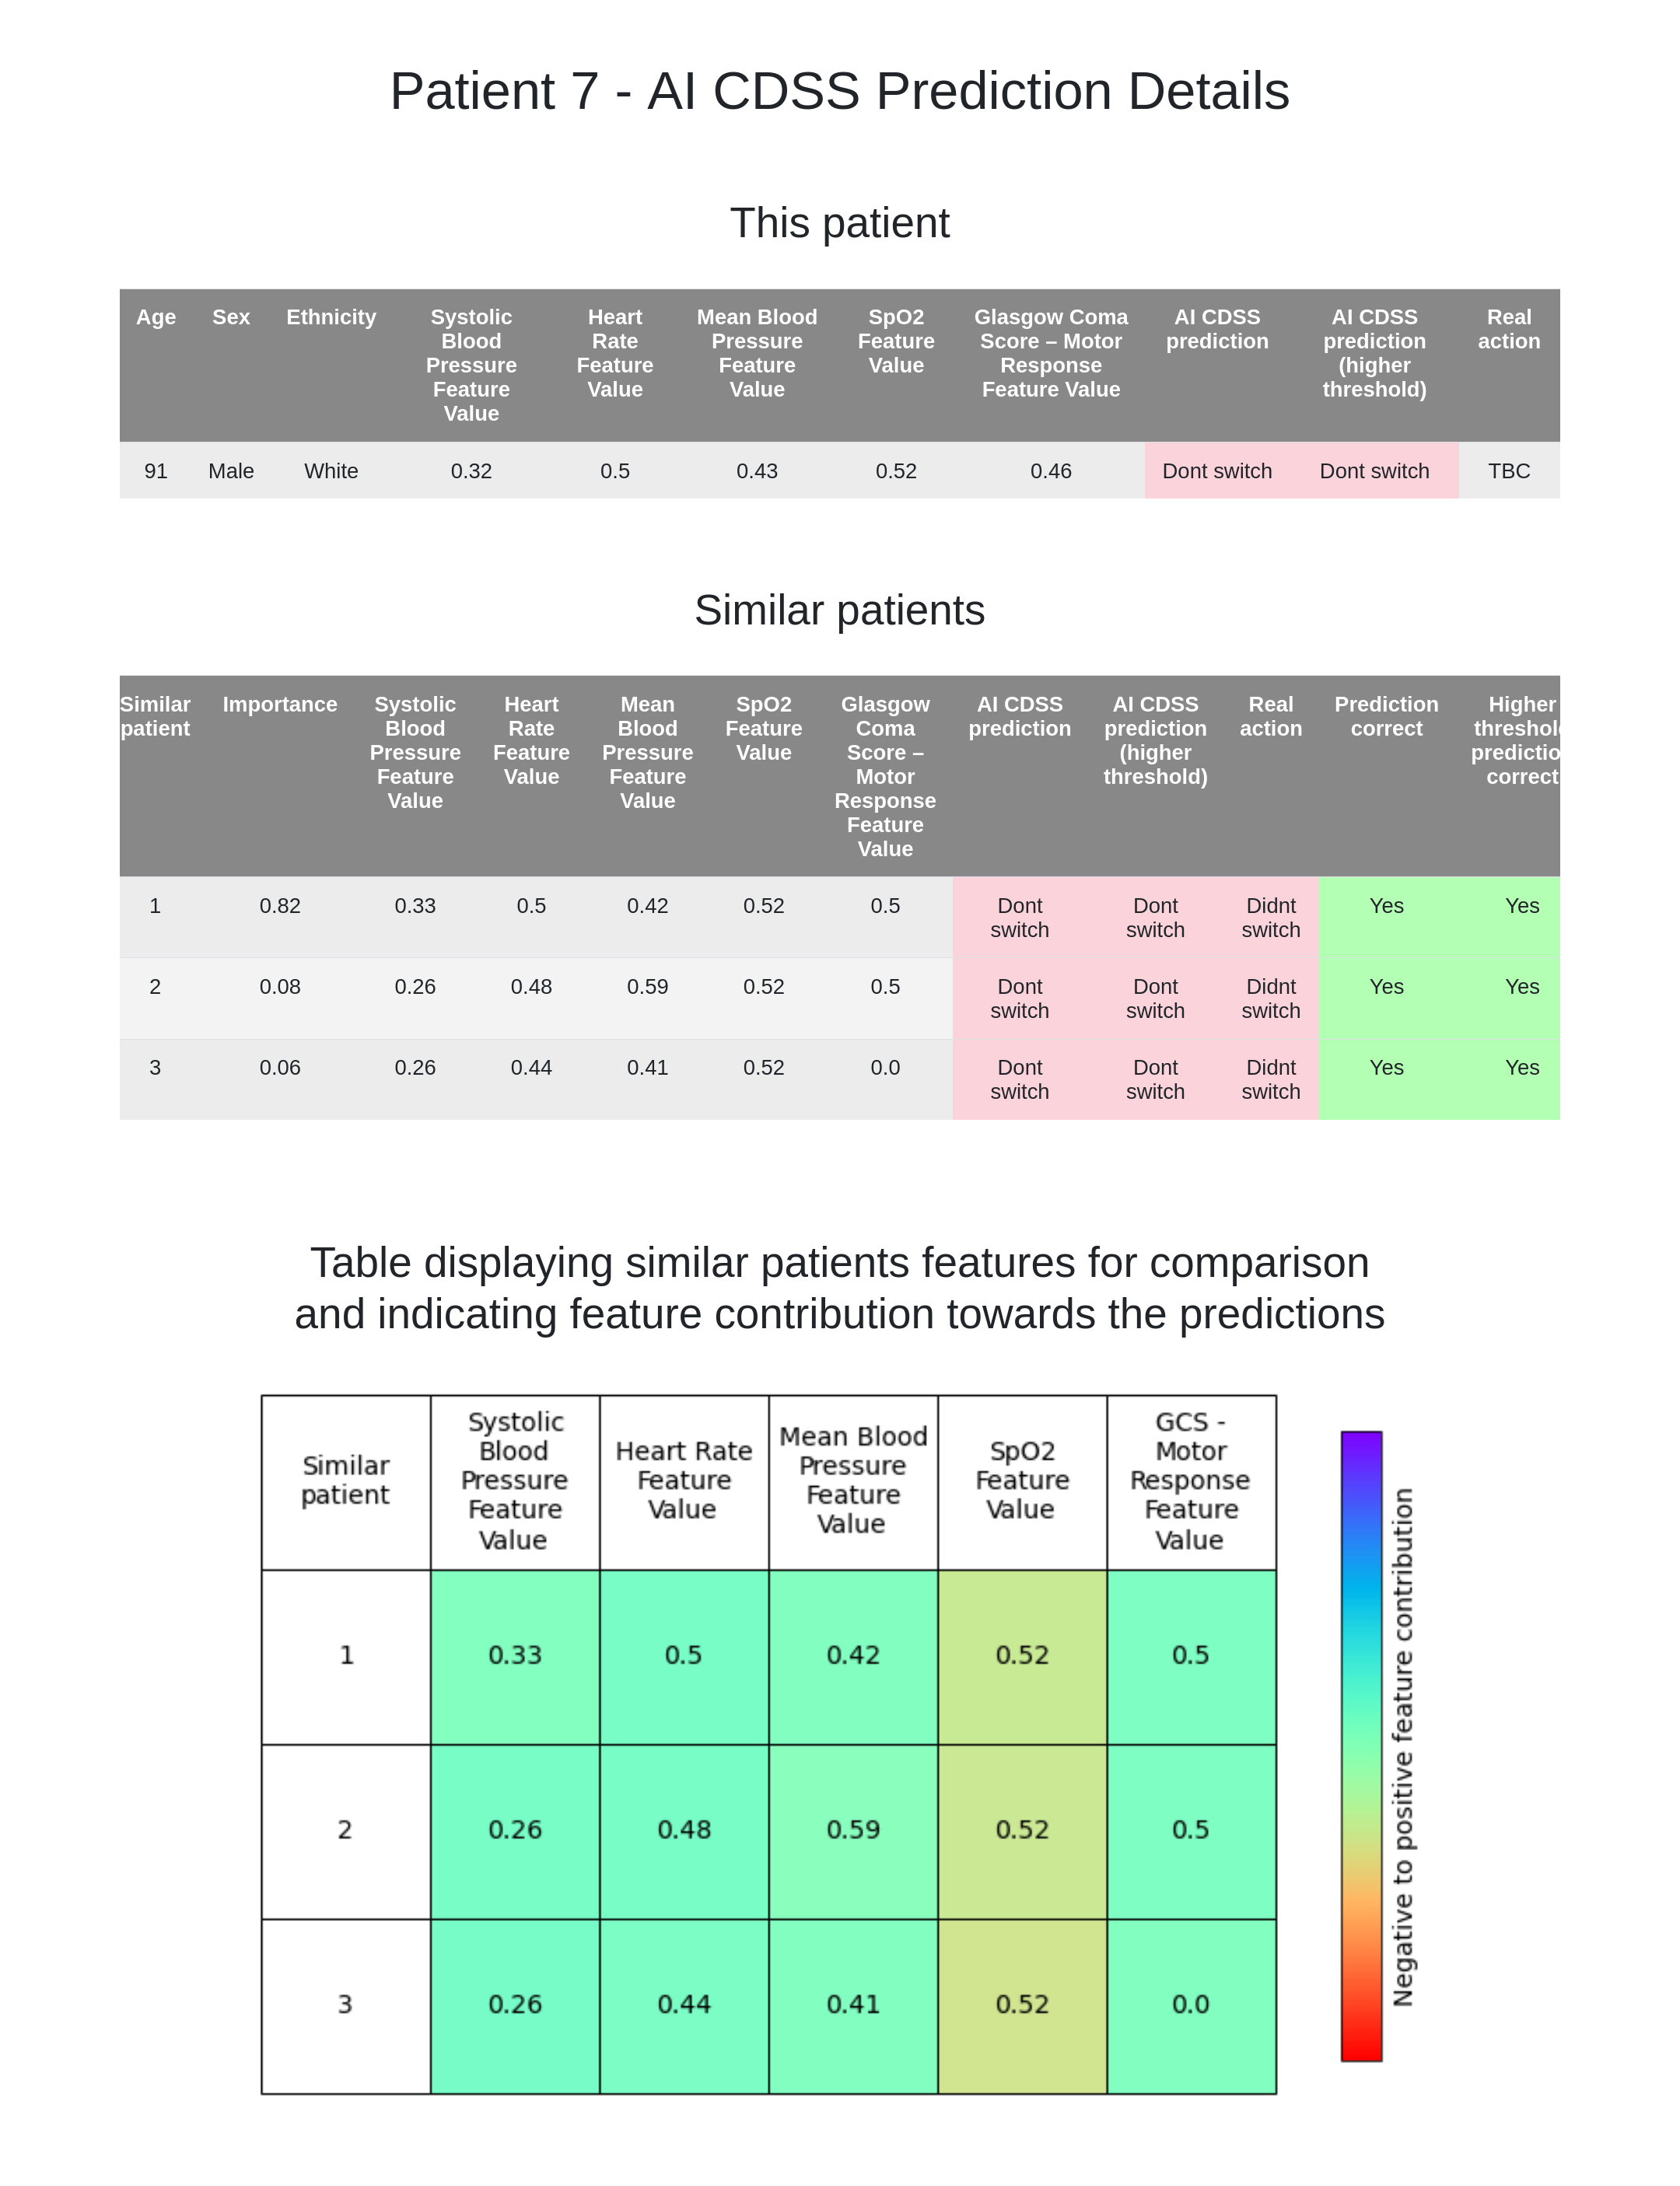 Patient 7 - AI CDSS Prediction Details
This patient
Age Sex Ethnicity Systolic Blood Pressure Feature Value Heart Rate Feature Value Mean Blood Pressure Feature Value SpO2 Feature Value Glasgow Coma Score – Motor Response Feature Value AI CDSS prediction AI CDSS prediction (higher threshold) Real action
91 Male White 0.32 0.5 0.43 0.52 0.46 Dont switch Dont switch TBC
Similar patients
Similar patient Importance Systolic Blood Pressure Feature Value Heart Rate Feature Value Mean Blood Pressure Feature Value SpO2 Feature Value Glasgow Coma Score – Motor Response Feature Value AI CDSS prediction AI CDSS prediction (higher threshold) Real action Prediction correct Higher threshold prediction correct
1 0.82 0.33 0.5 0.42 0.52 0.5 Dont switch Dont switch Didnt switch Yes Yes
2 0.08 0.26 0.48 0.59 0.52 0.5 Dont switch Dont switch Didnt switch Yes Yes
3 0.06 0.26 0.44 0.41 0.52 0.0 Dont switch Dont switch Didnt switch Yes Yes
Table displaying similar patients features for comparison
and indicating feature contribution towards the predictions
Similar patient Systolic Blood Pressure Feature Value Heart Rate Feature Value Mean Blood Pressure Feature Value SpO2 Feature Value GCS - Motor Response Feature Value
1 0.33 0.5 0.42 0.52 0.5
2 0.26 0.48 0.59 0.52 0.5
3 0.26 0.44 0.41 0.52 0.0
Negative to positive feature contribution